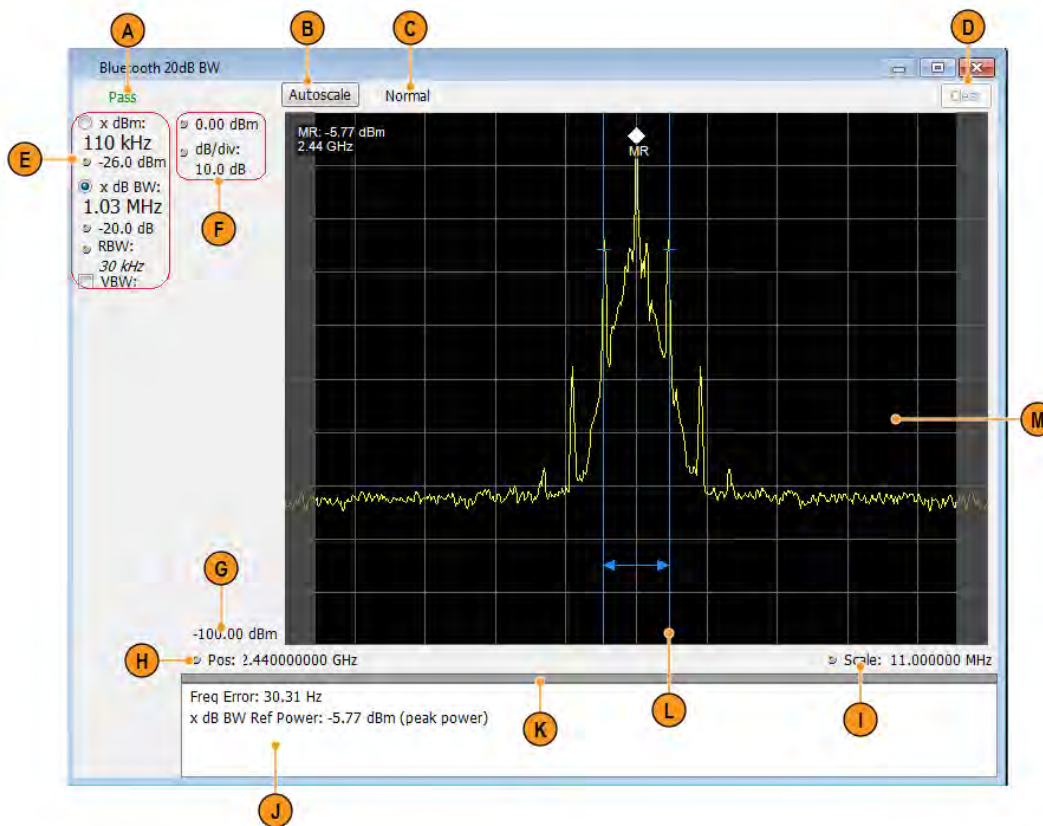 A
B
C
D
Bluetooth 20dB BW
Pass
Autoscale
Normal
Clear
E
x dBm:
110 kHz
-26.0 dBm
x dB BW:
1.03 MHz
-20.0 dB
RBW:
30 kHz
VBW:
0.00 dBm
dB/div:
10.0 dB
F
MR: -5.77 dBm
2.44 GHz
MR
M
G
-100.00 dBm
H
Pos: 2.440000000 GHz
Scale: 11.000000 MHz
Freq Error: 30.31 Hz
x dB BW Ref Power: -5.77 dBm (peak power)
K
L
I
J